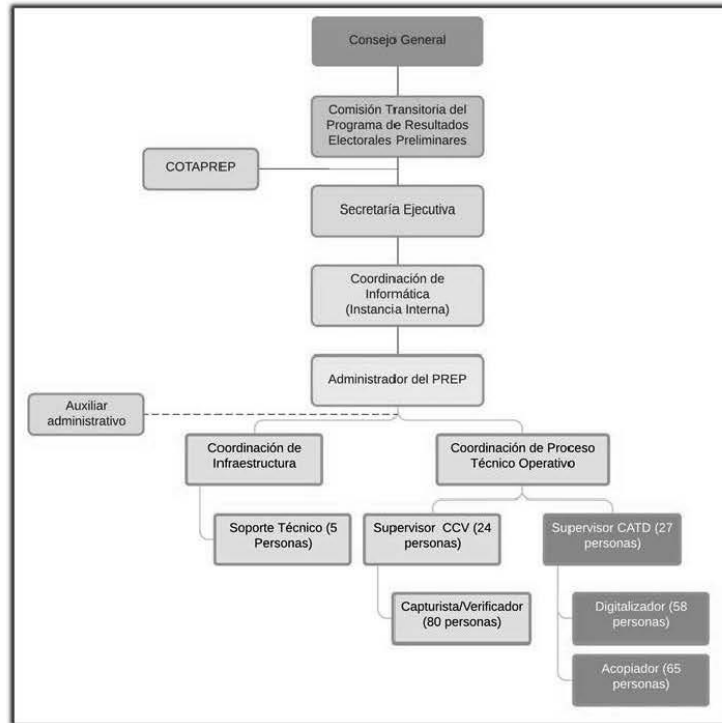 Consejo General
Comisión Transitoria del
Programa de Resultados
Electorales Preliminares
COTAPREP
Secretaría Ejecutiva
Coordinación de
Informática
(Instancia Interna)
Administrador del PREP
Auxiliar
administrativo
Coordinación de
Infraestructura
Coordinación de Proceso
Técnico Operativo
Soporte Técnico (5
Personas)
Supervisor CCV (24
personas)
Supervisor CATD (27
personas)
Capturista/Verificador
(80 personas)
Digitalizador (58
personas)
Acopiador (65
personas)